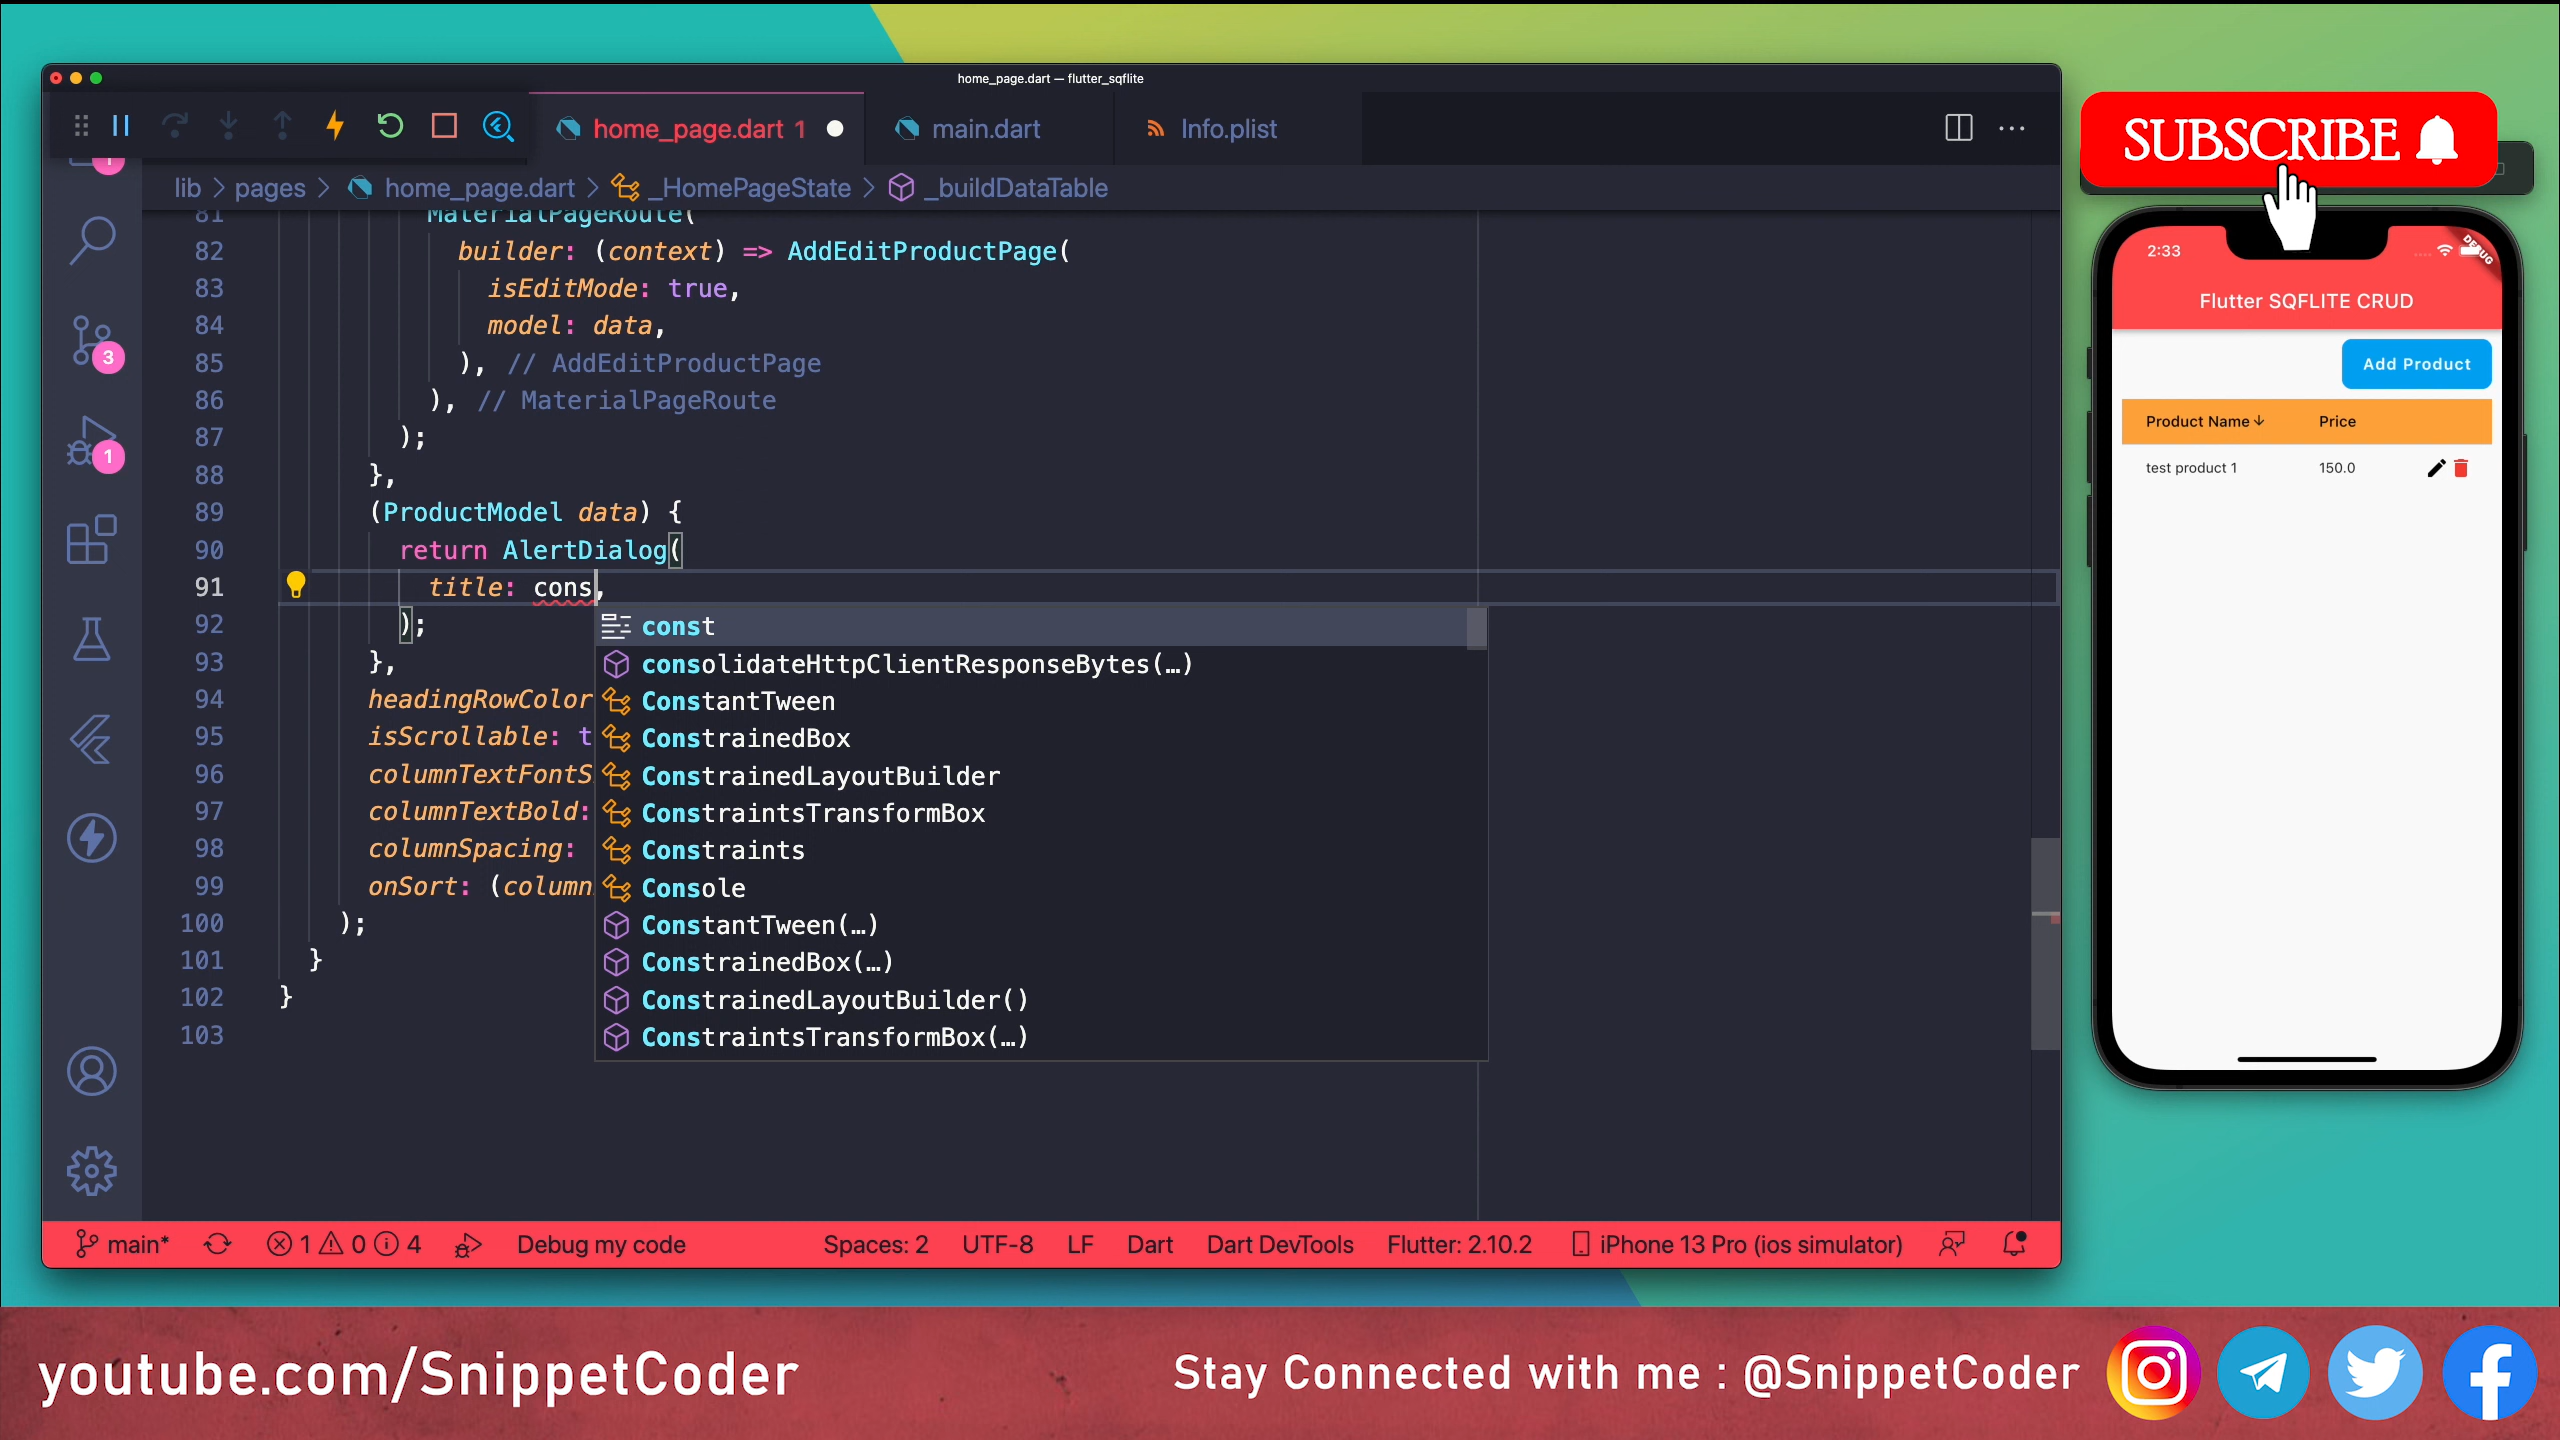 home_page.dart — flutter_sqflite
home_page.dart 1
main.dart
Info.plist
lib > pages > home_page.dart > _HomePageState > _buildDataTable
81 MaterialPageRoute(
82 builder: (context) => AddEditProductPage(
83 isEditMode: true,
84 model: data,
85 ), // AddEditProductPage
86 ), // MaterialPageRoute
87 );
88 },
89 (ProductModel data) {
90 return AlertDialog(
91 title: cons,
92 );
93 },
94 headingRowColor
95 isScrollable: t
96 columnTextFontS
97 columnTextBold:
98 columnSpacing:
99 onSort: (column
100 );
101 }
102 }
103
const
consolidateHttpClientResponseBytes(…)
ConstantTween
ConstrainedBox
ConstrainedLayoutBuilder
ConstraintsTransformBox
Constraints
Console
ConstantTween(…)
ConstrainedBox(…)
ConstrainedLayoutBuilder()
ConstraintsTransformBox(…)
1
3
1
main* 1 0 4 Debug my code Spaces: 2 UTF-8 LF Dart Dart DevTools Flutter: 2.10.2 iPhone 13 Pro (ios simulator)
SUBSCRIBE
2:33
DEBUG
Flutter SQFLITE CRUD
Add Product
Product Name Price
test product 1 150.0
youtube.com/SnippetCoder
Stay Connected with me : @SnippetCoder